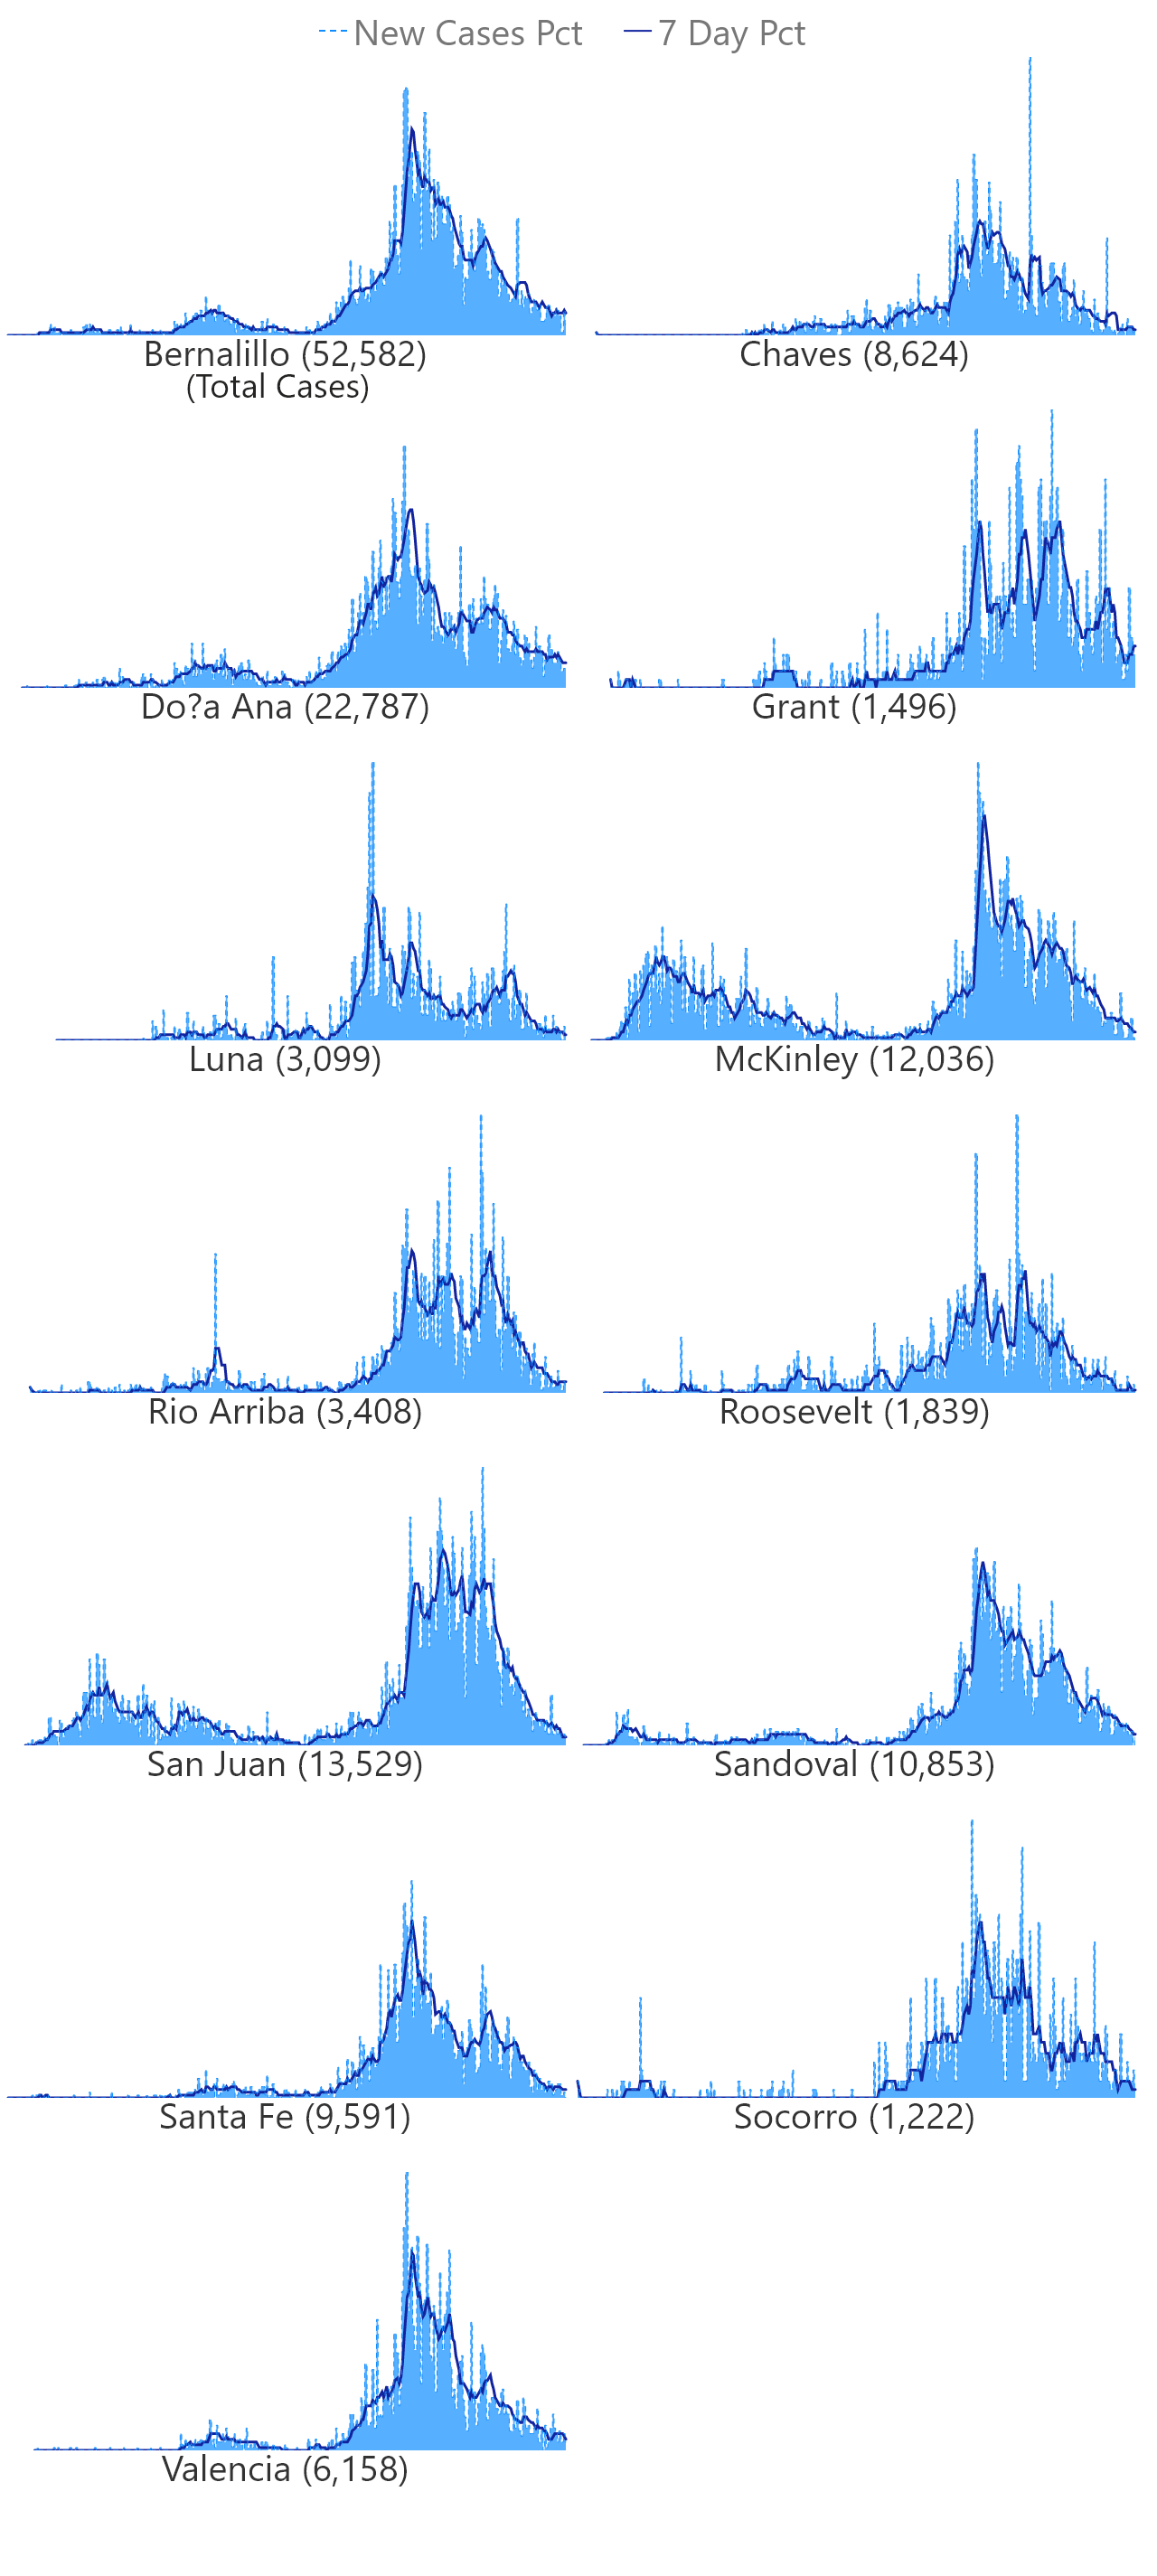 New Cases Pct 7 Day Pct
Bernalillo (52,582)
(Total Cases)
Chaves (8,624)
Do?a Ana (22,787)
Grant (1,496)
Luna (3,099)
McKinley (12,036)
Rio Arriba (3,408)
Roosevelt (1,839)
San Juan (13,529)
Sandoval (10,853)
Santa Fe (9,591)
Socorro (1,222)
Valencia (6,158)